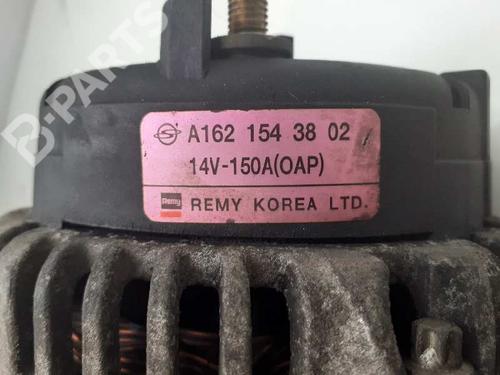 B-PARTS
A162 154 38 02
14V-150A(OAP)
Remy REMY KOREA LTD.